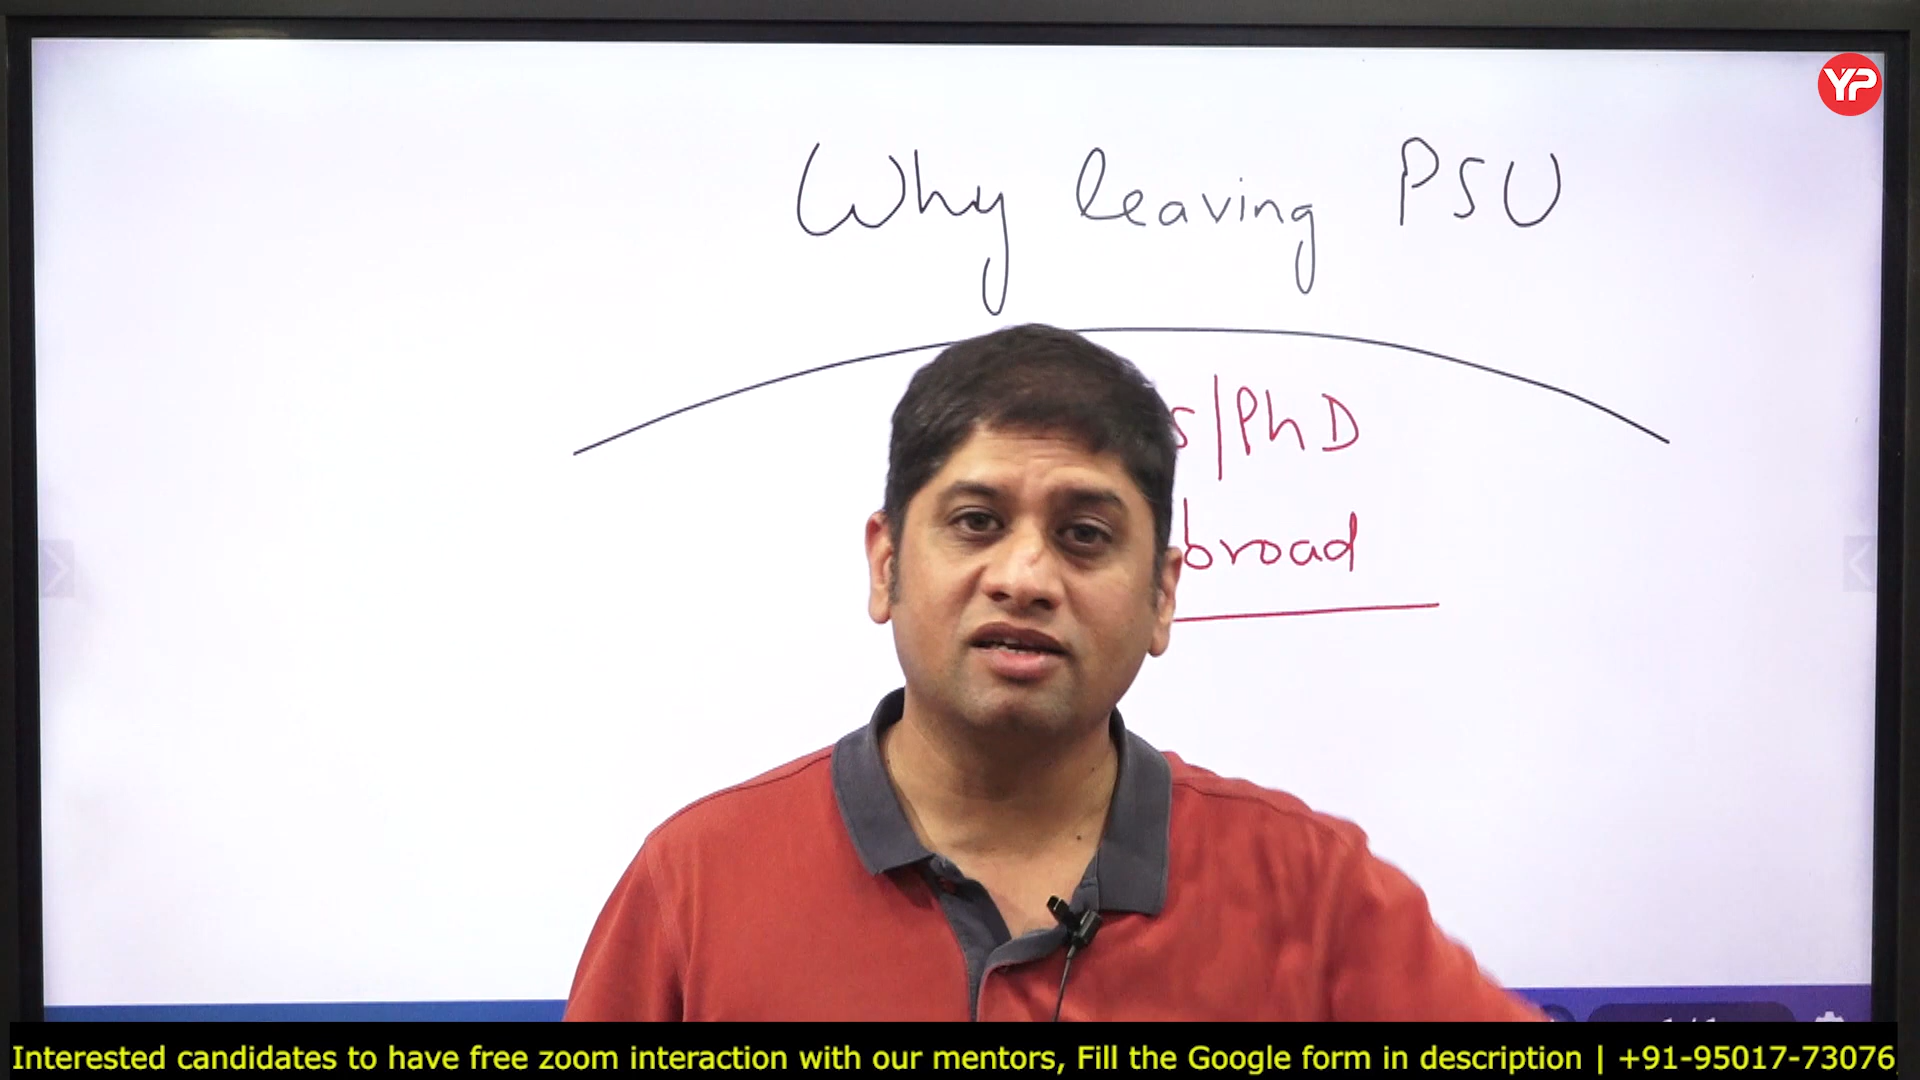 YP
Why leaving PSU
s/PhD
broad
Interested candidates to have free zoom interaction with our mentors, Fill the Google form in description | +91-95017-73076